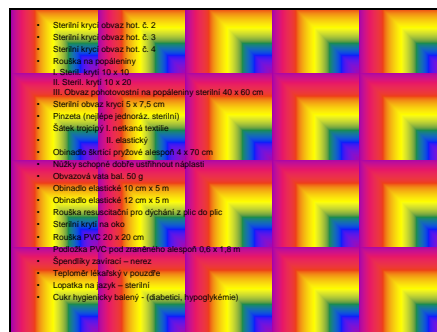 • Sterilní krycí obvaz hot. č. 2
• Sterilní krycí obvaz hot. č. 3
• Sterilní krycí obvaz hot. č. 4
• Rouška na popáleniny
I. Steril. krytí 10 x 10
II. Steril. krytí 10 x 20
III. Obvaz pohotovostní na popáleniny sterilní 40 x 60 cm
• Sterilní obvaz krycí 5 x 7,5 cm
• Pinzeta (nejlépe jednoráz. sterilní)
• Šátek trojcípý I. netkaná textilie
II. elastický
• Obinadlo škrtící pryžové alespoň 4 x 70 cm
• Nůžky schopné dobře ustřihnout náplasti
• Obvazová vata bal. 50 g
• Obinadlo elastické 10 cm x 5 m
• Obinadlo elastické 12 cm x 5 m
• Rouška resuscitační pro dýchání z plic do plic
• Sterilní krytí na oko
• Rouška PVC 20 x 20 cm
• Podložka PVC pod zraněného alespoň 0,6 x 1,8 m
• Špendlíky zavírací – nerez
• Teploměr lékařský v pouzdře
• Lopatka na jazyk – sterilní
• Cukr hygienicky balený - (diabetici, hypoglykémie)